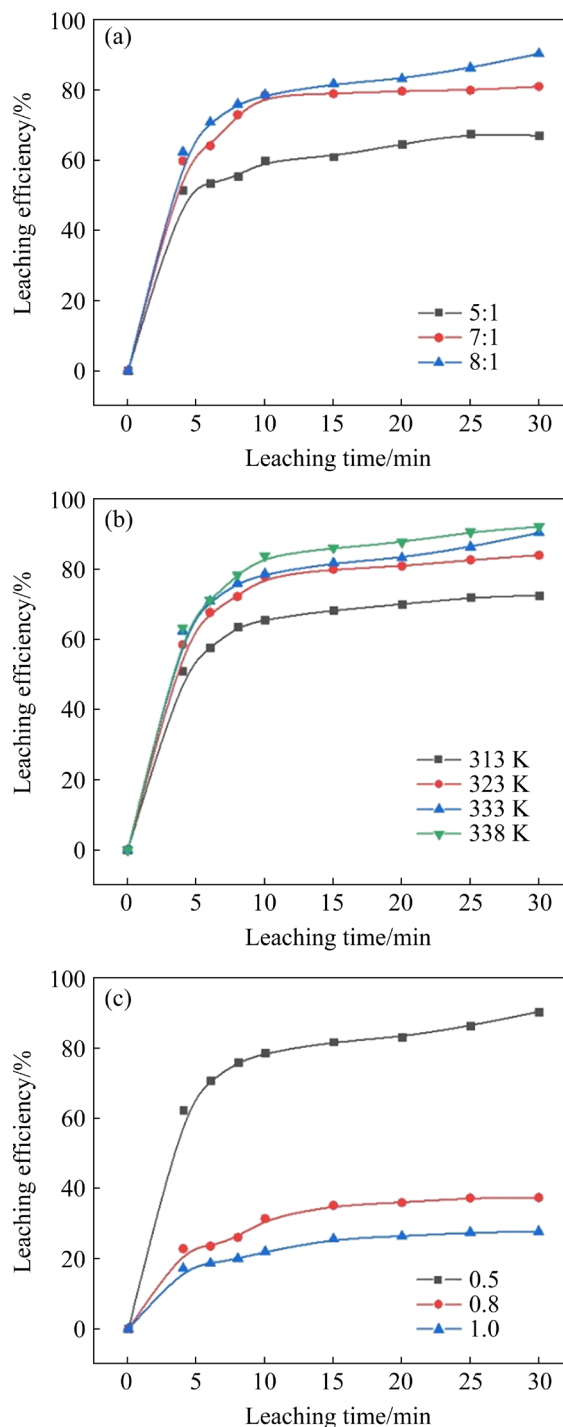 (a)
100
80
60
40
20
0
Leaching efficiency/%
5:1
7:1
8:1
0 5 10 15 20 25 30
Leaching time/min
(b)
100
80
60
40
20
0
Leaching efficiency/%
313 K
323 K
333 K
338 K
0 5 10 15 20 25 30
Leaching time/min
(c)
100
80
60
40
20
0
Leaching efficiency/%
0.5
0.8
1.0
0 5 10 15 20 25 30
Leaching time/min